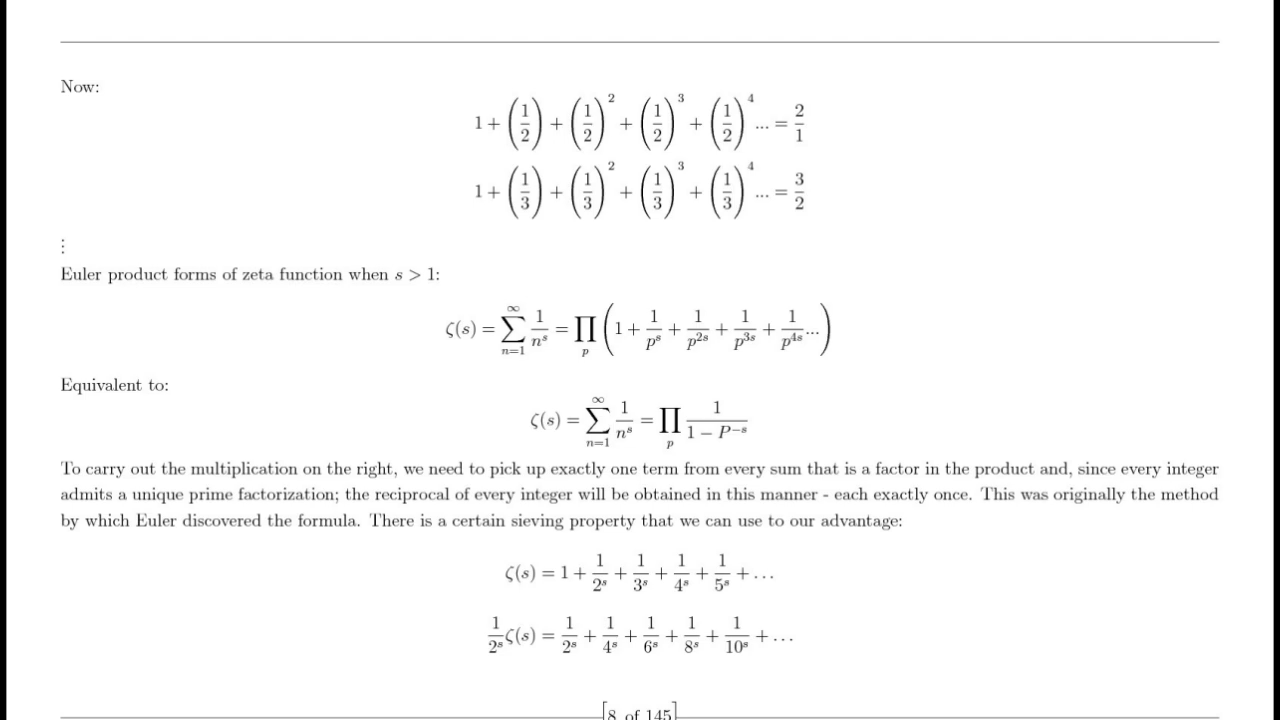 Now:
1 + (1/2) + (1/2)^2 + (1/2)^3 + (1/2)^4 ... = 2/1
1 + (1/3) + (1/3)^2 + (1/3)^3 + (1/3)^4 ... = 3/2
⋮
Euler product forms of zeta function when s > 1:
ζ(s) = ∑_{n=1}^{∞} 1/n^s = ∏_p (1 + 1/p^s + 1/p^{2s} + 1/p^{3s} + 1/p^{4s} ...)
Equivalent to:
ζ(s) = ∑_{n=1}^{∞} 1/n^s = ∏_p 1/(1 − P^{−s})
To carry out the multiplication on the right, we need to pick up exactly one term from every sum that is a factor in the product and, since every integer
admits a unique prime factorization; the reciprocal of every integer will be obtained in this manner - each exactly once. This was originally the method
by which Euler discovered the formula. There is a certain sieving property that we can use to our advantage:
ζ(s) = 1 + 1/2^s + 1/3^s + 1/4^s + 1/5^s + ...
1/2^s ζ(s) = 1/2^s + 1/4^s + 1/6^s + 1/8^s + 1/10^s + ...
[8 of 145]